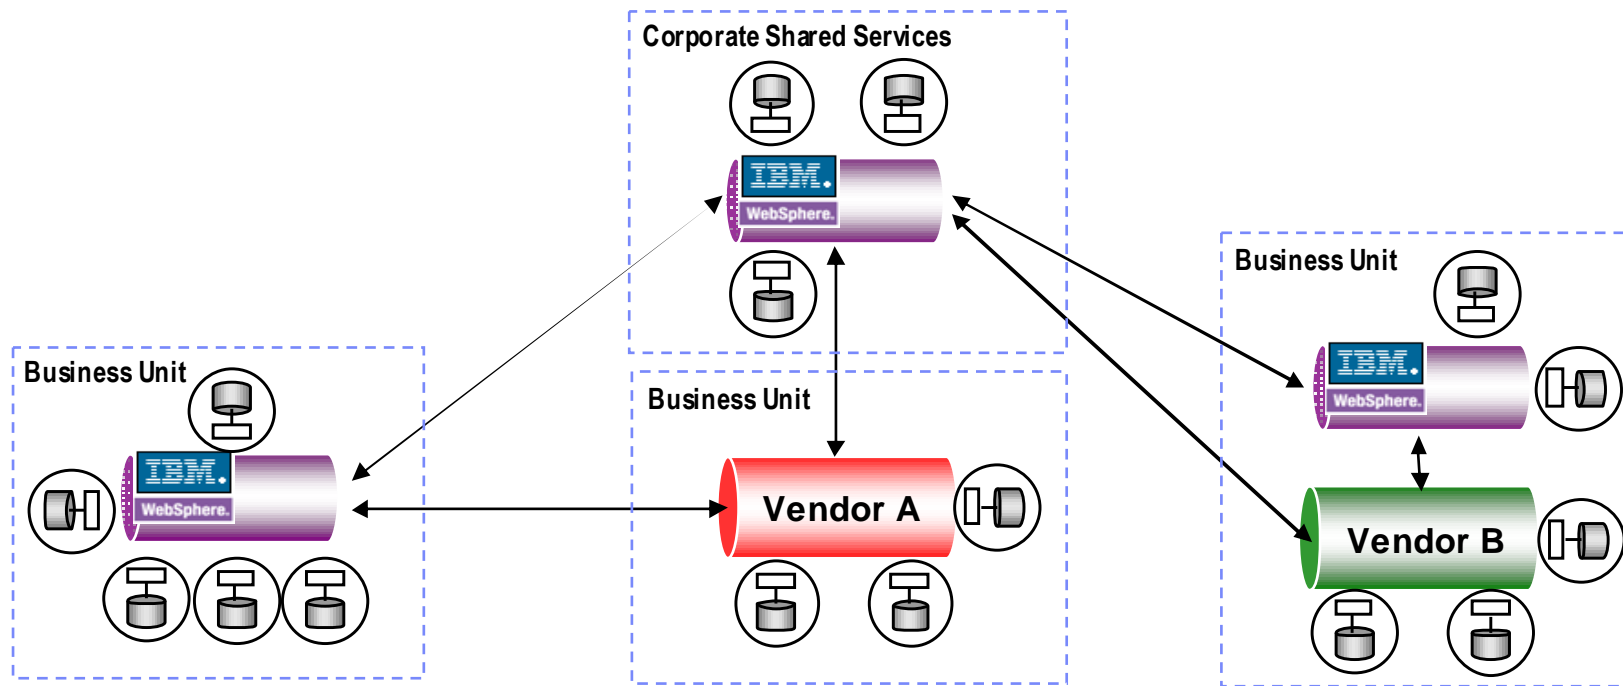 Corporate Shared Services
IBM.
WebSphere.
Business Unit
IBM.
WebSphere.
Business Unit
IBM.
WebSphere.
Business Unit
Vendor A
Vendor B